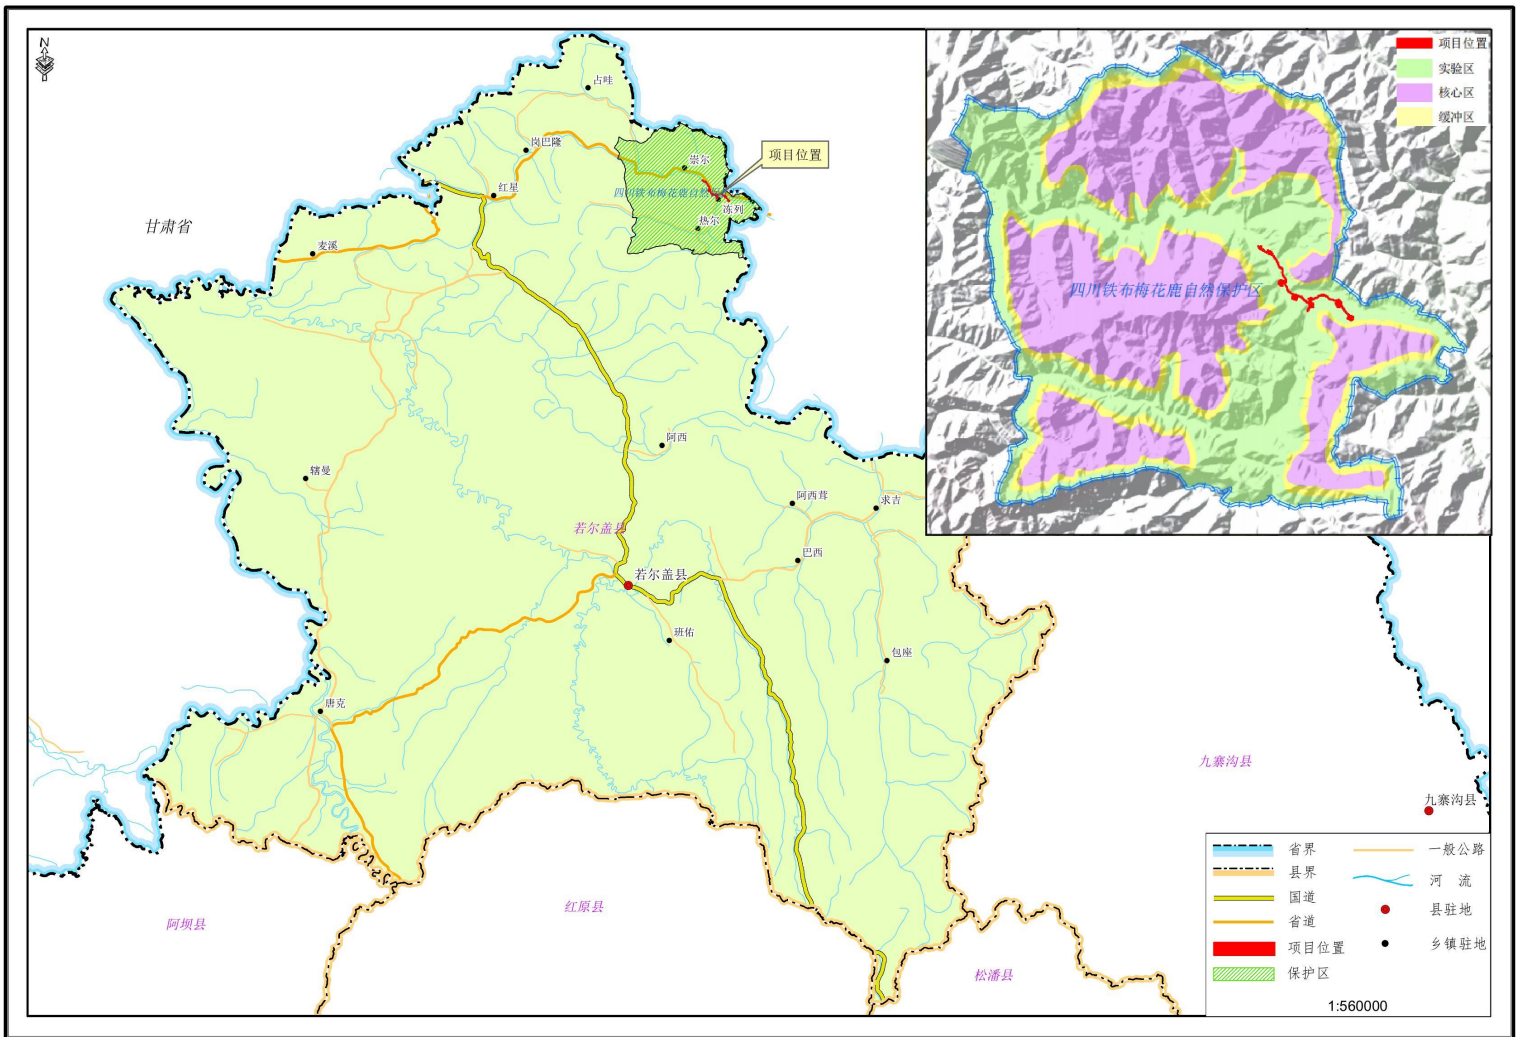 N
占哇
岗巴隆
崇尔
项目位置
红星
四川铁布梅花鹿自然
冻列
热尔
甘肃省
麦溪
阿西
辖曼
阿西茸
求吉
若尔盖县
巴西
若尔盖县
班佑
包座
唐克
九寨沟县
九寨沟县
阿坝县
红原县
松潘县
项目位置
实验区
核心区
缓冲区
四川铁布梅花鹿自然保护区
省界
一般公路
县界
河 流
国道
县驻地
省道
乡镇驻地
项目位置
保护区
1:560000